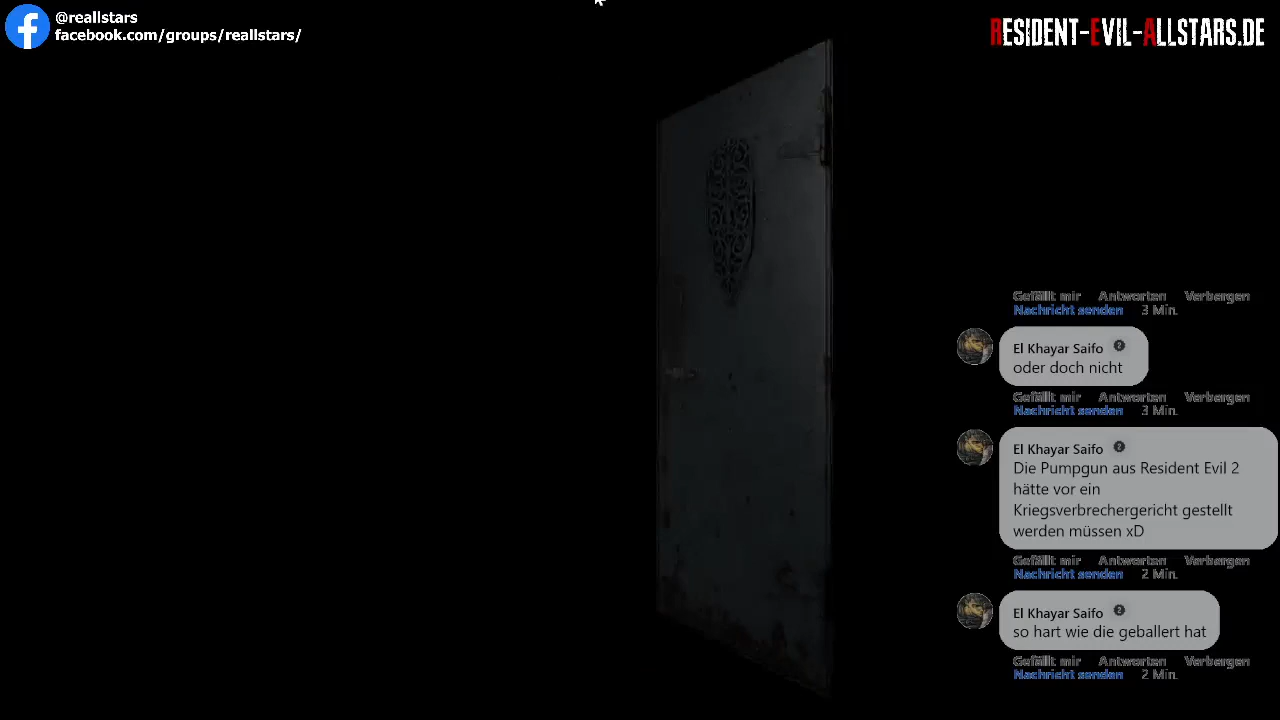 @reallstars
facebook.com/groups/reallstars/
RESIDENT-EVIL-ALLSTARS.DE
Gefällt mir Antworten Verbergen
Nachricht senden 3 Min.
El Khayar Saifo
oder doch nicht
Gefällt mir Antworten Verbergen
Nachricht senden 3 Min.
El Khayar Saifo
Die Pumpgun aus Resident Evil 2
hätte vor ein
Kriegsverbrechergericht gestellt
werden müssen xD
Gefällt mir Antworten Verbergen
Nachricht senden 2 Min.
El Khayar Saifo
so hart wie die geballert hat
Gefällt mir Antworten Verbergen
Nachricht senden 2 Min.